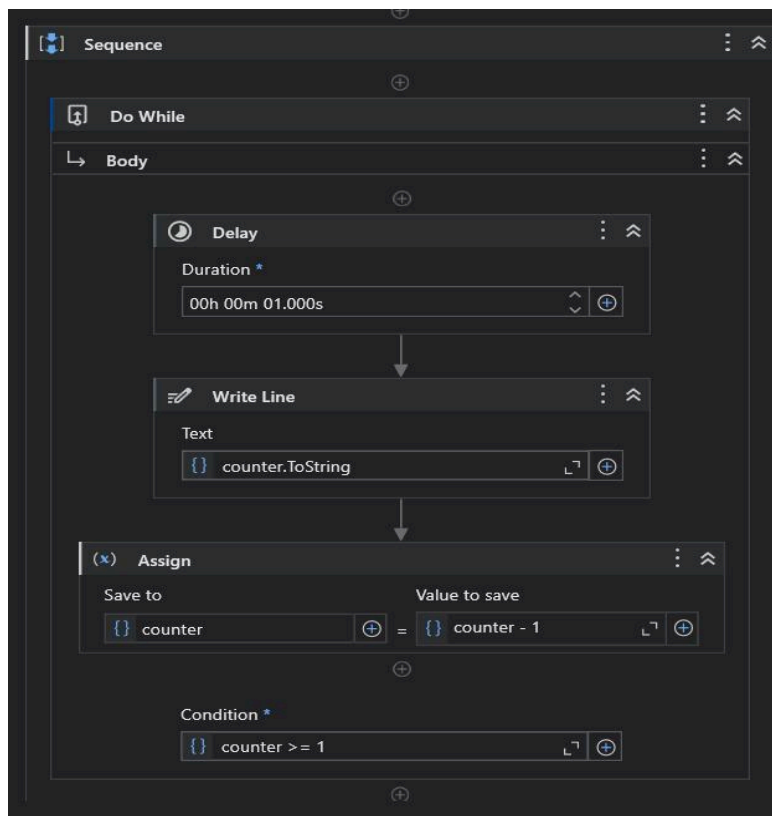 Sequence
Do While
Body
Delay
Duration *
00h 00m 01.000s
Write Line
Text
{} counter.ToString
(x) Assign
Save to Value to save
{} counter = {} counter - 1
Condition *
{} counter >= 1